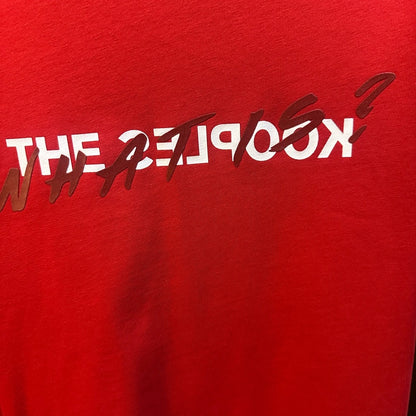 THE KOOPLES
WHAT IS?